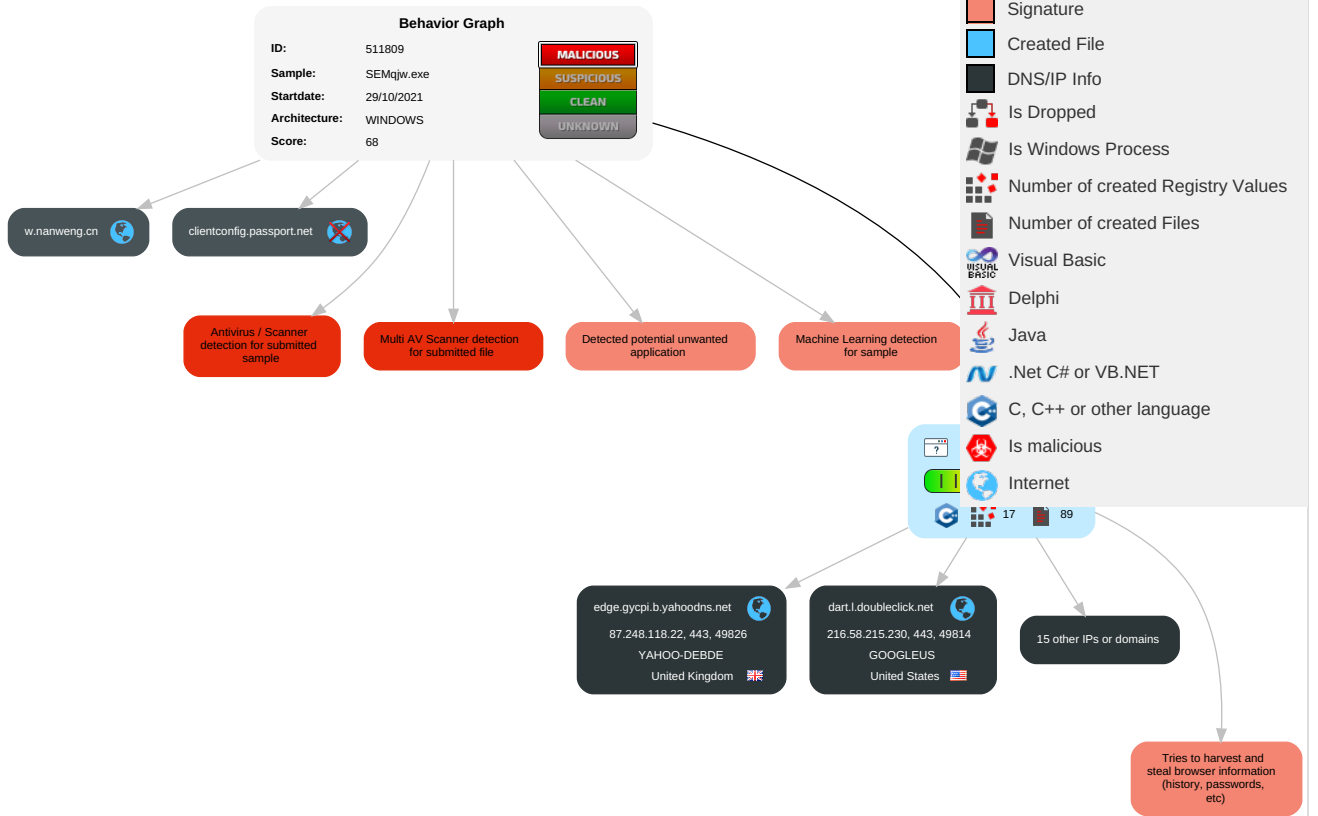 Behavior Graph
ID: 511809
Sample: SEMqjw.exe
Startdate: 29/10/2021
Architecture: WINDOWS
Score: 68
MALICIOUS
SUSPICIOUS
CLEAN
UNKNOWN
Signature
Created File
DNS/IP Info
Is Dropped
Is Windows Process
Number of created Registry Values
Number of created Files
VISUAL
BASIC
Visual Basic
Delphi
Java
.Net C# or VB.NET
C, C++ or other language
Is malicious
Internet
w.nanweng.cn
clientconfig.passport.net
Antivirus / Scanner
detection for submitted
sample
Multi AV Scanner detection
for submitted file
Detected potential unwanted
application
Machine Learning detection
for sample
?
17
89
edge.gycpi.b.yahoodns.net
87.248.118.22, 443, 49826
YAHOO-DEBDE
United Kingdom
dart.l.doubleclick.net
216.58.215.230, 443, 49814
GOOGLEUS
United States
15 other IPs or domains
Tries to harvest and
steal browser information
(history, passwords,
etc)